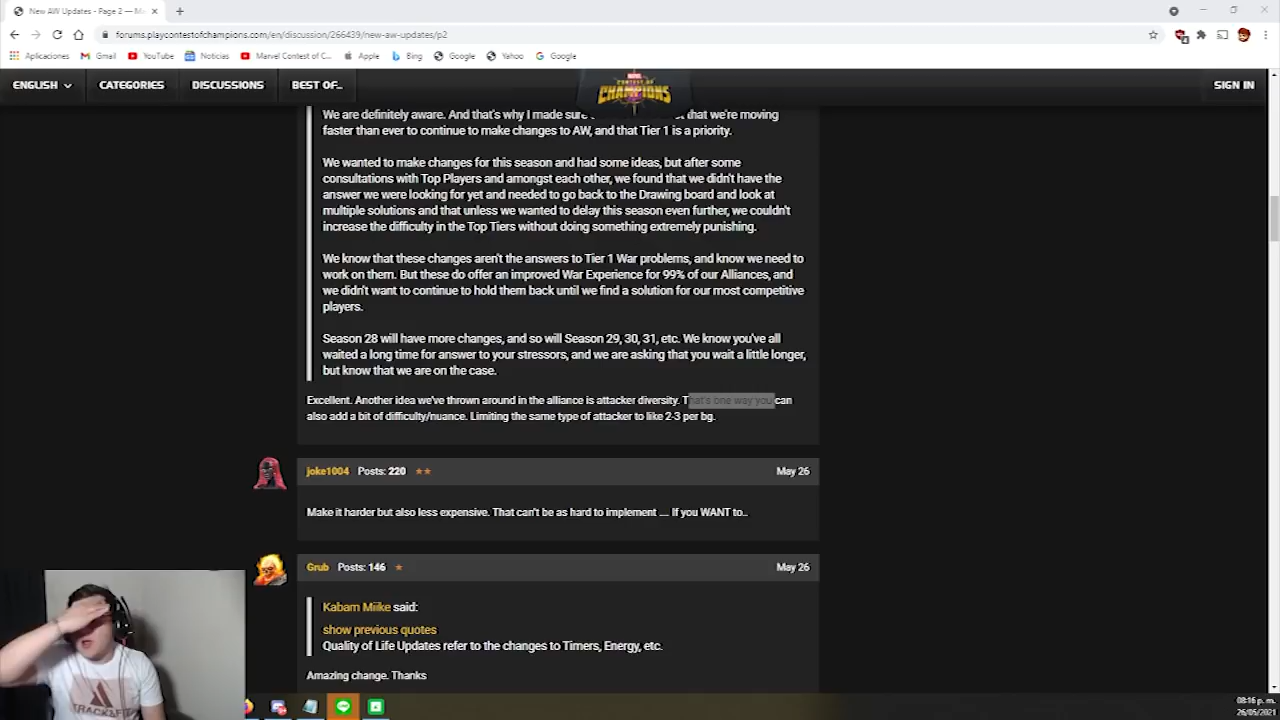 New AW Updates - Page 2 — Ma
forums.playcontestofchampions.com/en/discussion/266439/new-aw-updates/p2
Aplicaciones Gmail YouTube Noticias Marvel Contest of C... Apple Bing Google Yahoo Google
ENGLISH CATEGORIES DISCUSSIONS BEST OF... MARVEL CONTEST OF CHAMPIONS SIGN IN
We are definitely aware. And that's why I made sure that we're moving
faster than ever to continue to make changes to AW, and that Tier 1 is a priority.
We wanted to make changes for this season and had some ideas, but after some
consultations with Top Players and amongst each other, we found that we didn't have the
answer we were looking for yet and needed to go back to the Drawing board and look at
multiple solutions and that unless we wanted to delay this season even further, we couldn't
increase the difficulty in the Top Tiers without doing something extremely punishing.
We know that these changes aren't the answers to Tier 1 War problems, and know we need to
work on them. But these do offer an improved War Experience for 99% of our Alliances, and
we didn't want to continue to hold them back until we find a solution for our most competitive
players.
Season 28 will have more changes, and so will Season 29, 30, 31, etc. We know you've all
waited a long time for answer to your stressors, and we are asking that you wait a little longer,
but know that we are on the case.
Excellent. Another idea we've thrown around in the alliance is attacker diversity. That's one way you can
also add a bit of difficulty/nuance. Limiting the same type of attacker to like 2-3 per bg.
joke1004 Posts: 220 ★★ May 26
Make it harder but also less expensive. That can't be as hard to implement .... If you WANT to..
Grub Posts: 146 ★ May 26
Kabam Miike said:
show previous quotes
Quality of Life Updates refer to the changes to Timers, Energy, etc.
Amazing change. Thanks
08:16 p. m.
26/05/2021